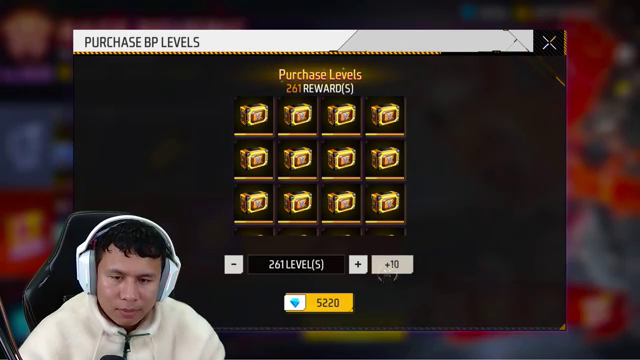 PURCHASE BP LEVELS
Purchase Levels
261 REWARD(S)
-
261 LEVEL(S)
+
+10
5220